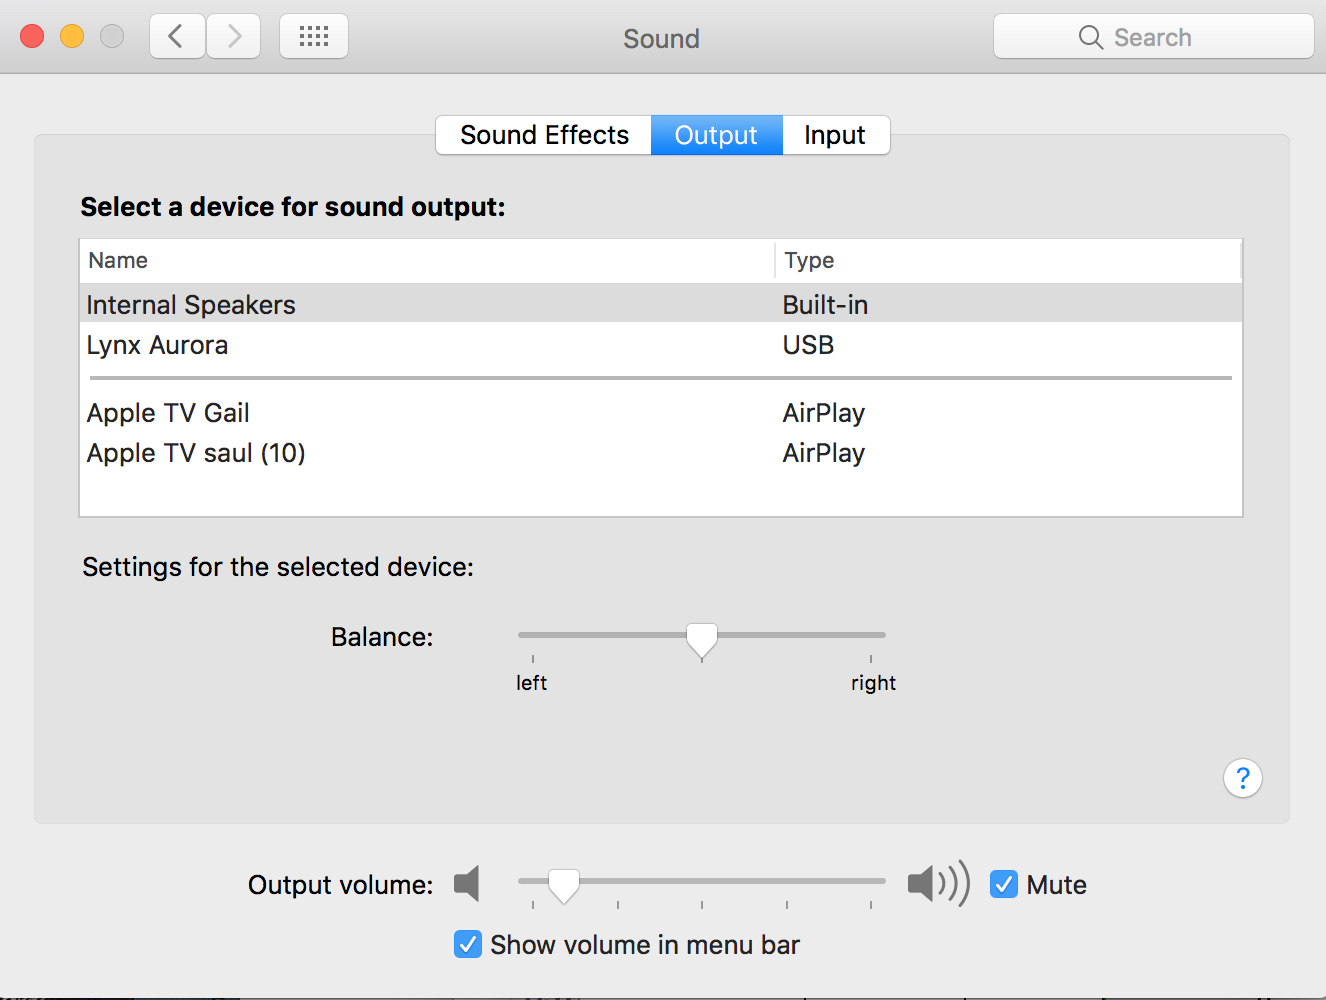 Sound
Search
Sound Effects Output Input
Select a device for sound output:
Name Type
Internal Speakers Built-in
Lynx Aurora USB
Apple TV Gail AirPlay
Apple TV saul (10) AirPlay
Settings for the selected device:
Balance:
left right
?
Output volume: Mute
Show volume in menu bar